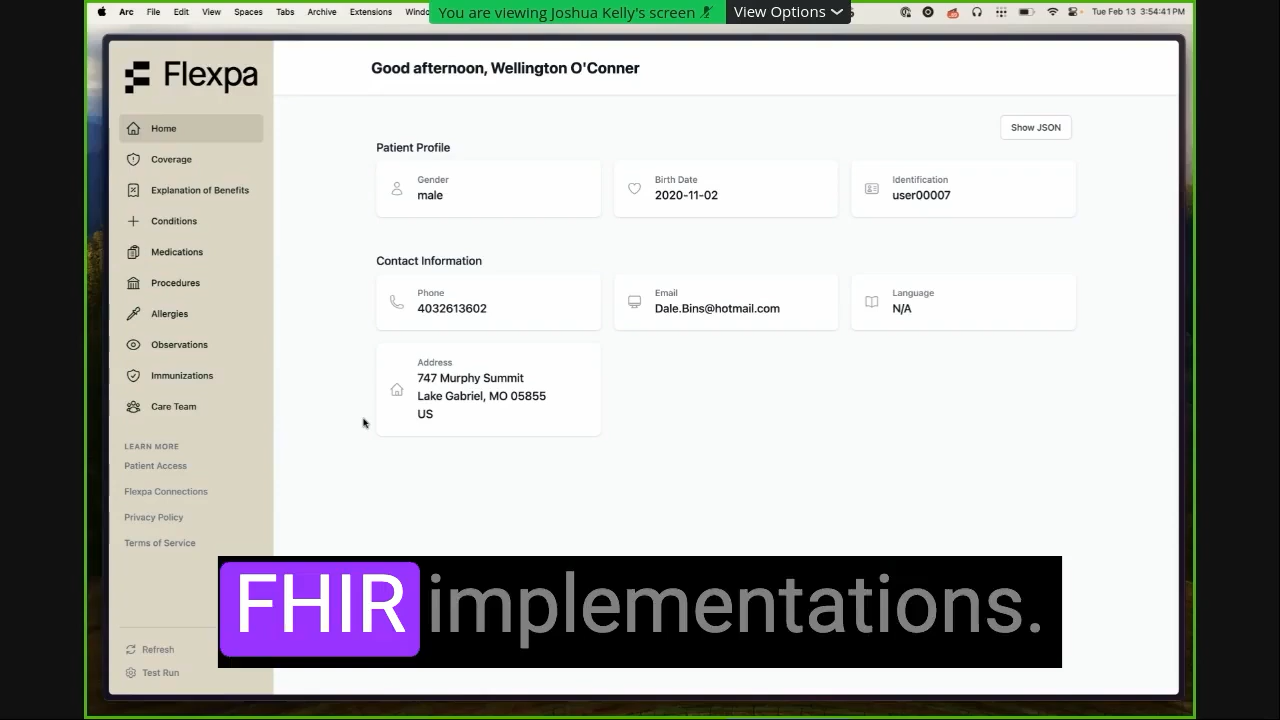 Arc File Edit View Spaces Tabs Archive Extensions Windo
You are viewing Joshua Kelly's screen
View Options
Tue Feb 13 3:54:41 PM
Flexpa
Good afternoon, Wellington O'Conner
Home
Coverage
Explanation of Benefits
Conditions
Medications
Procedures
Allergies
Observations
Immunizations
Care Team
LEARN MORE
Patient Access
Flexpa Connections
Privacy Policy
Terms of Service
Refresh
Test Run
Show JSON
Patient Profile
Gender
male
Birth Date
2020-11-02
Identification
user00007
Contact Information
Phone
4032613602
Email
Dale.Bins@hotmail.com
Language
N/A
Address
747 Murphy Summit
Lake Gabriel, MO 05855
US
FHIR implementations.